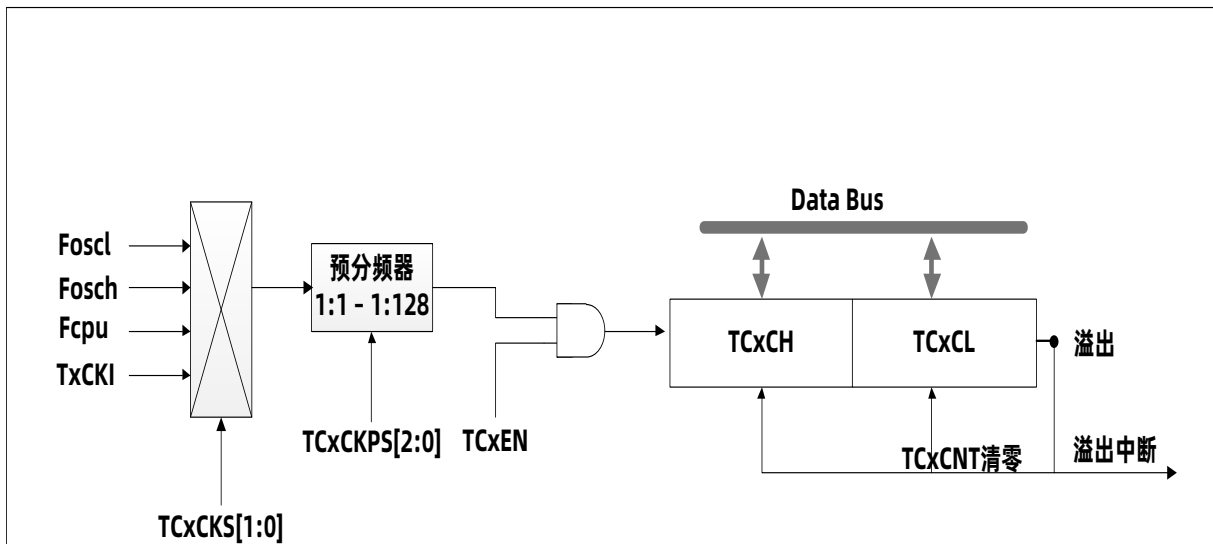 Data Bus
Foscl
Fosch
Fcpu
TxCKI
预分频器
1:1 – 1:128
TCxCH
TCxCL
溢出
TCxCKPS[2:0]
TCxEN
TCxCNT清零
溢出中断
TCxCKS[1:0]